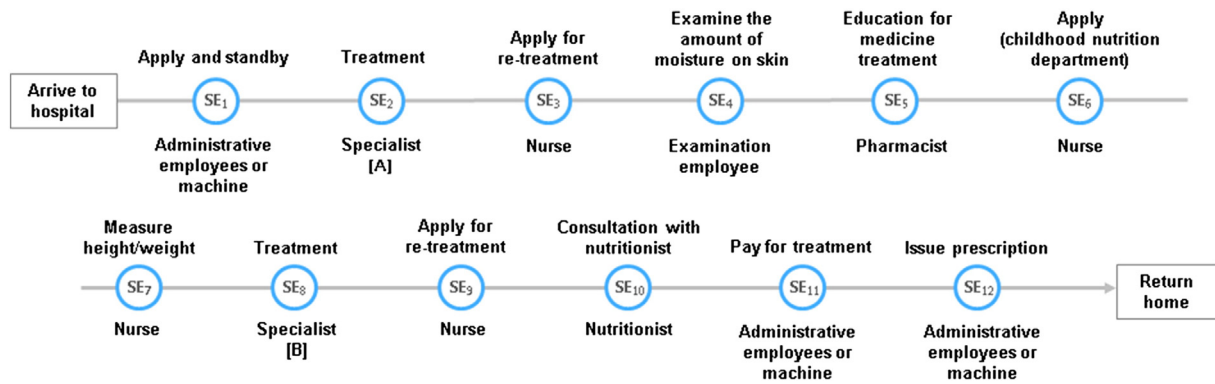 Apply and standby
Treatment
Apply for
re-treatment
Examine the
amount of
moisture on skin
Education for
medicine
treatment
Apply
(childhood nutrition
department)
Arrive to
hospital
SE1
SE2
SE3
SE4
SE5
SE6
Administrative
employees or
machine
Specialist
[A]
Nurse
Examination
employee
Pharmacist
Nurse
Measure
height/weight
Treatment
Apply for
re-treatment
Consultation with
nutritionist
Pay for treatment
Issue prescription
SE7
SE8
SE9
SE10
SE11
SE12
Return
home
Nurse
Specialist
[B]
Nurse
Nutritionist
Administrative
employees or
machine
Administrative
employees or
machine